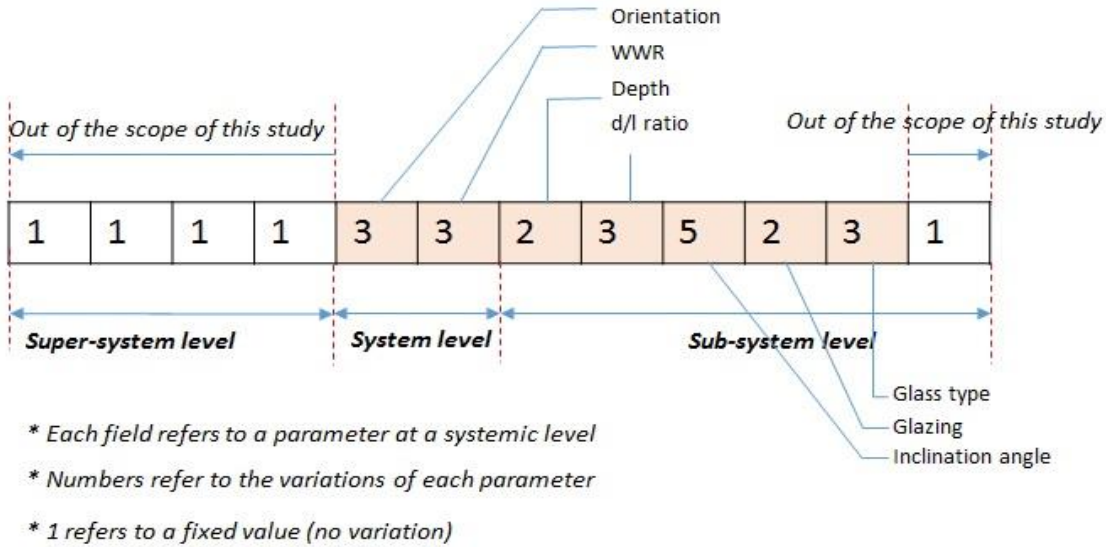 Orientation
WWR
Depth
d/l ratio
Out of the scope of this study
Out of the scope of this study
1 1 1 1 3 3 2 3 5 2 3 1
Super-system level
System level
Sub-system level
Glass type
Glazing
Inclination angle
* Each field refers to a parameter at a systemic level
* Numbers refer to the variations of each parameter
* 1 refers to a fixed value (no variation)